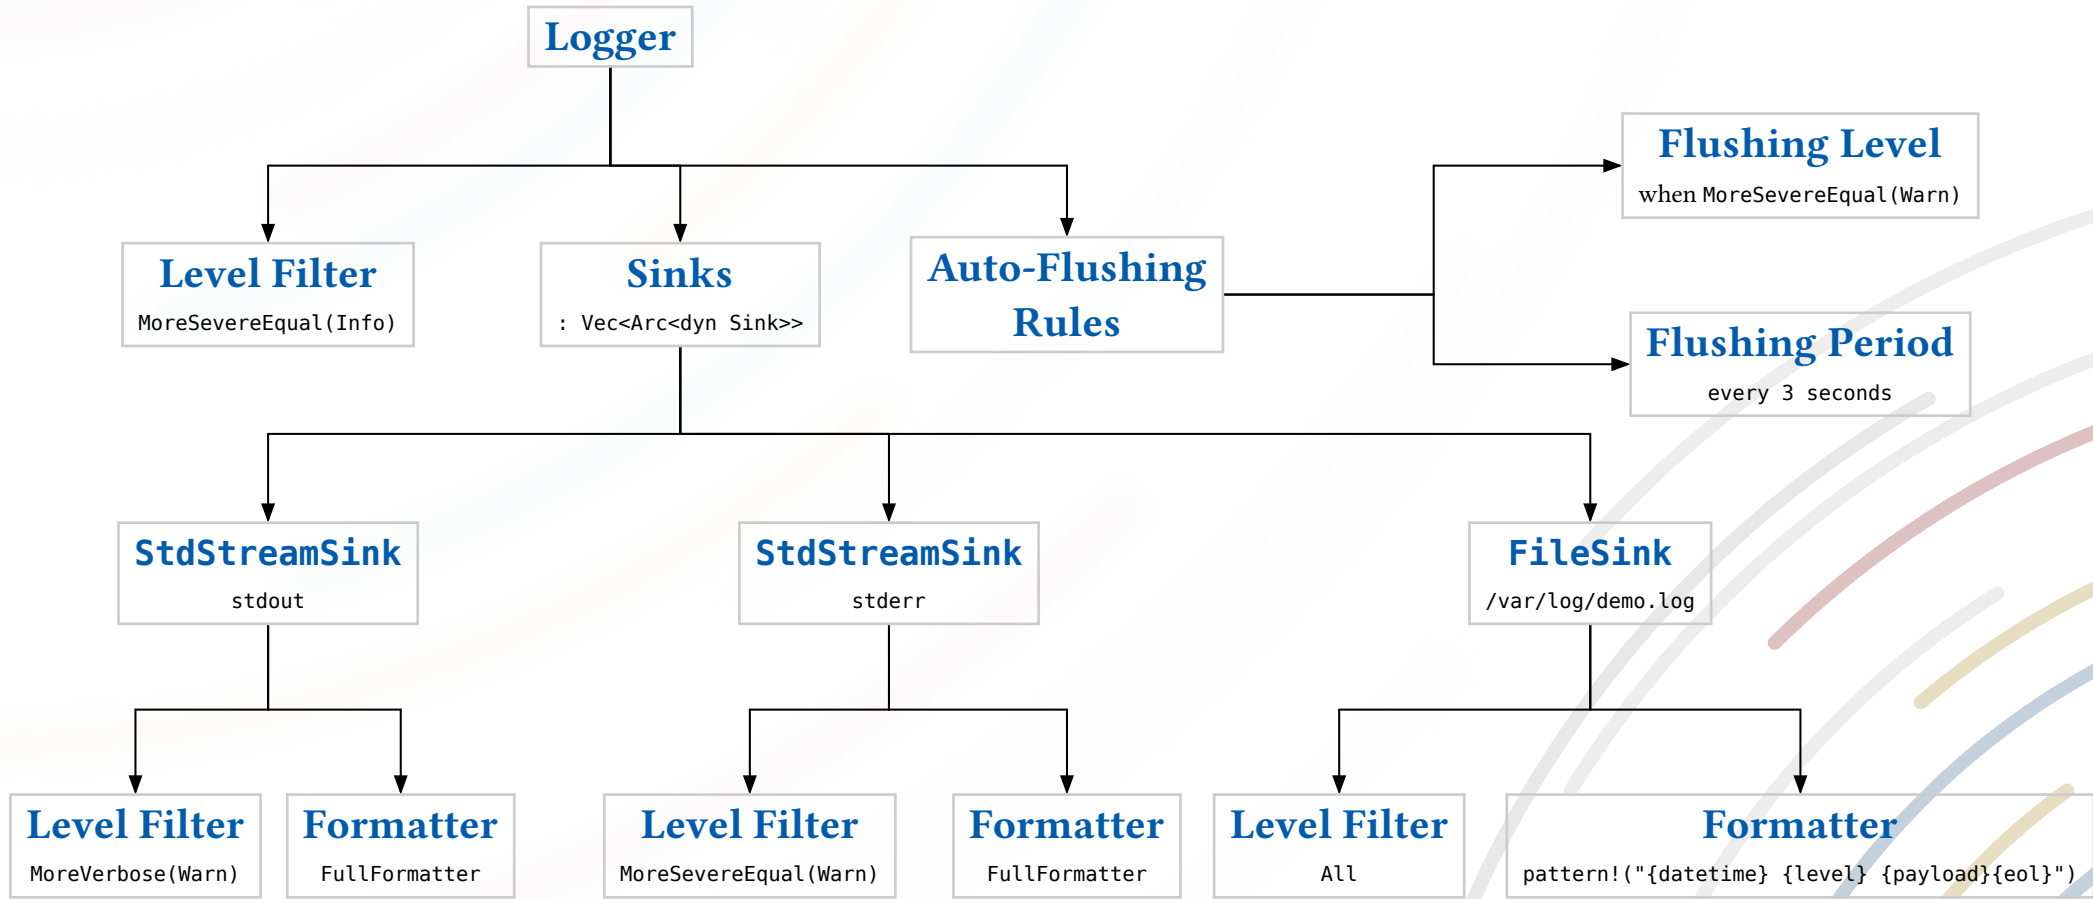 Logger
Flushing Level
when MoreSevereEqual(Warn)
Level Filter
MoreSevereEqual(Info)
Sinks
: Vec<Arc<dyn Sink>>
Auto-Flushing
Rules
Flushing Period
every 3 seconds
StdStreamSink
stdout
StdStreamSink
stderr
FileSink
/var/log/demo.log
Level Filter
MoreVerbose(Warn)
Formatter
FullFormatter
Level Filter
MoreSevereEqual(Warn)
Formatter
FullFormatter
Level Filter
All
Formatter
pattern!("{datetime} {level} {payload}{eol}")